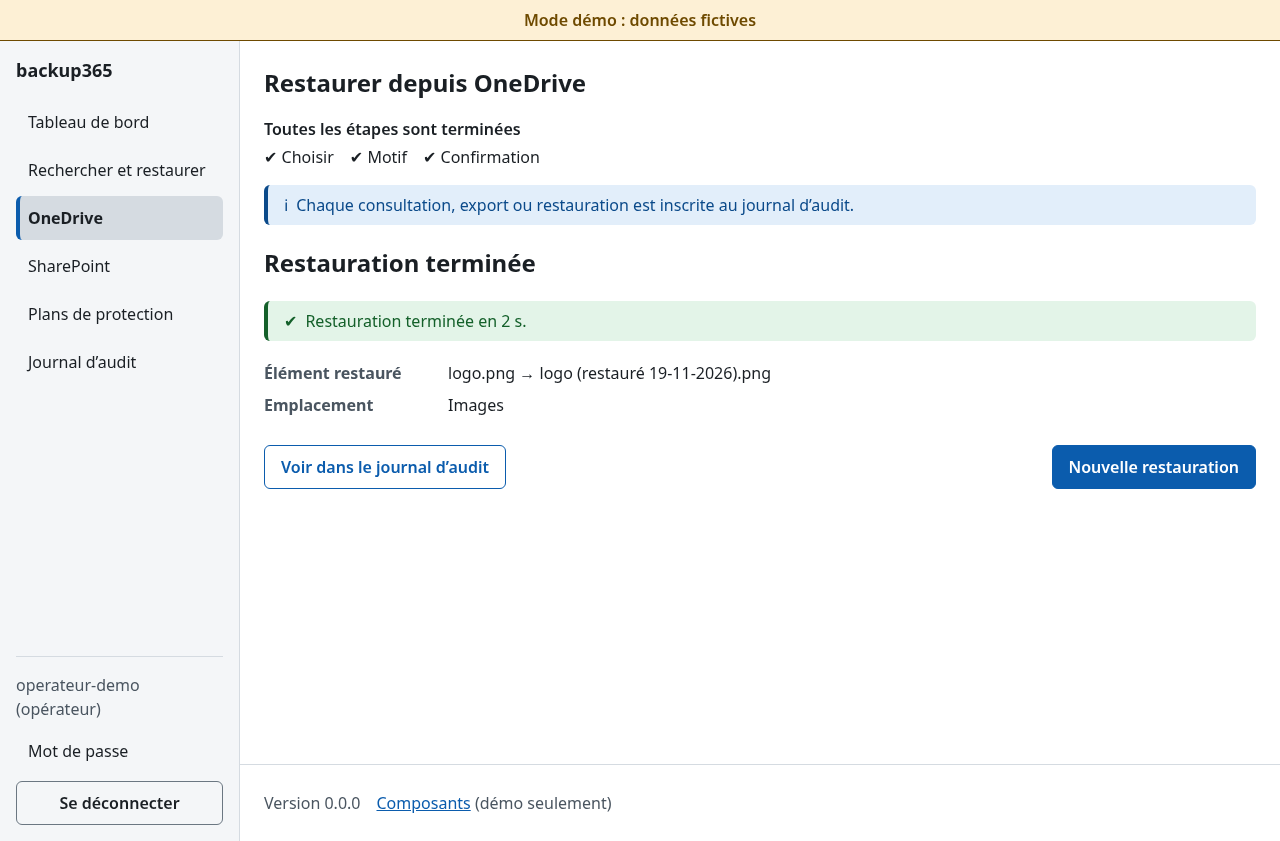 Mode démo : données fictives
backup365
Tableau de bord
Rechercher et restaurer
OneDrive
SharePoint
Plans de protection
Journal d’audit
operateur-demo
(opérateur)
Mot de passe
Se déconnecter
Restaurer depuis OneDrive
Toutes les étapes sont terminées
✔ Choisir ✔ Motif ✔ Confirmation
i Chaque consultation, export ou restauration est inscrite au journal d’audit.
Restauration terminée
✔ Restauration terminée en 2 s.
Élément restauré logo.png → logo (restauré 19-11-2026).png
Emplacement Images
Voir dans le journal d’audit
Nouvelle restauration
Version 0.0.0 Composants (démo seulement)